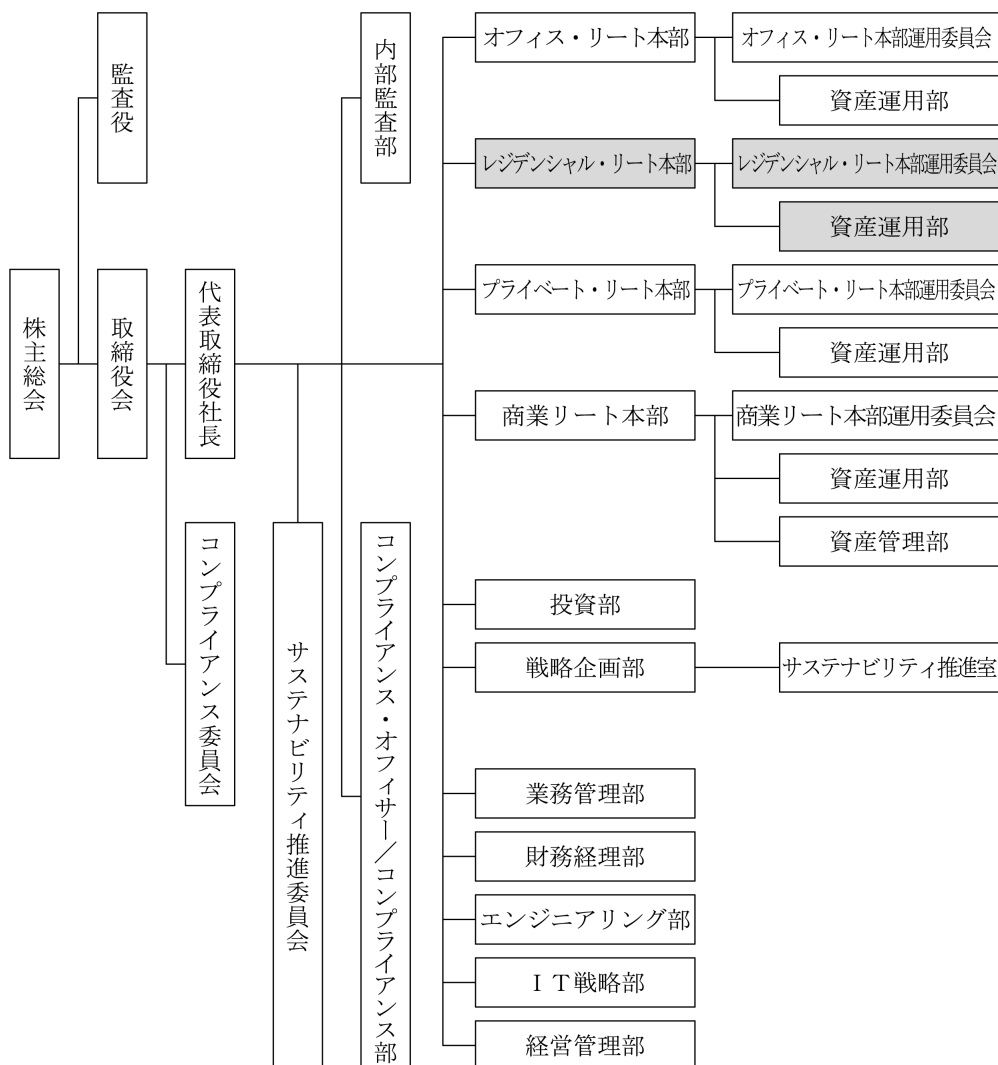 株主総会
監査役
取締役会
代表取締役社長
コンプライアンス委員会
サステナビリティ推進委員会
内部監査部
コンプライアンス・オフィサー／コンプライアンス部
オフィス・リート本部
オフィス・リート本部運用委員会
資産運用部
レジデンシャル・リート本部
レジデンシャル・リート本部運用委員会
資産運用部
プライベート・リート本部
プライベート・リート本部運用委員会
資産運用部
商業リート本部
商業リート本部運用委員会
資産運用部
資産管理部
投資部
戦略企画部
サステナビリティ推進室
業務管理部
財務経理部
エンジニアリング部
ＩＴ戦略部
経営管理部